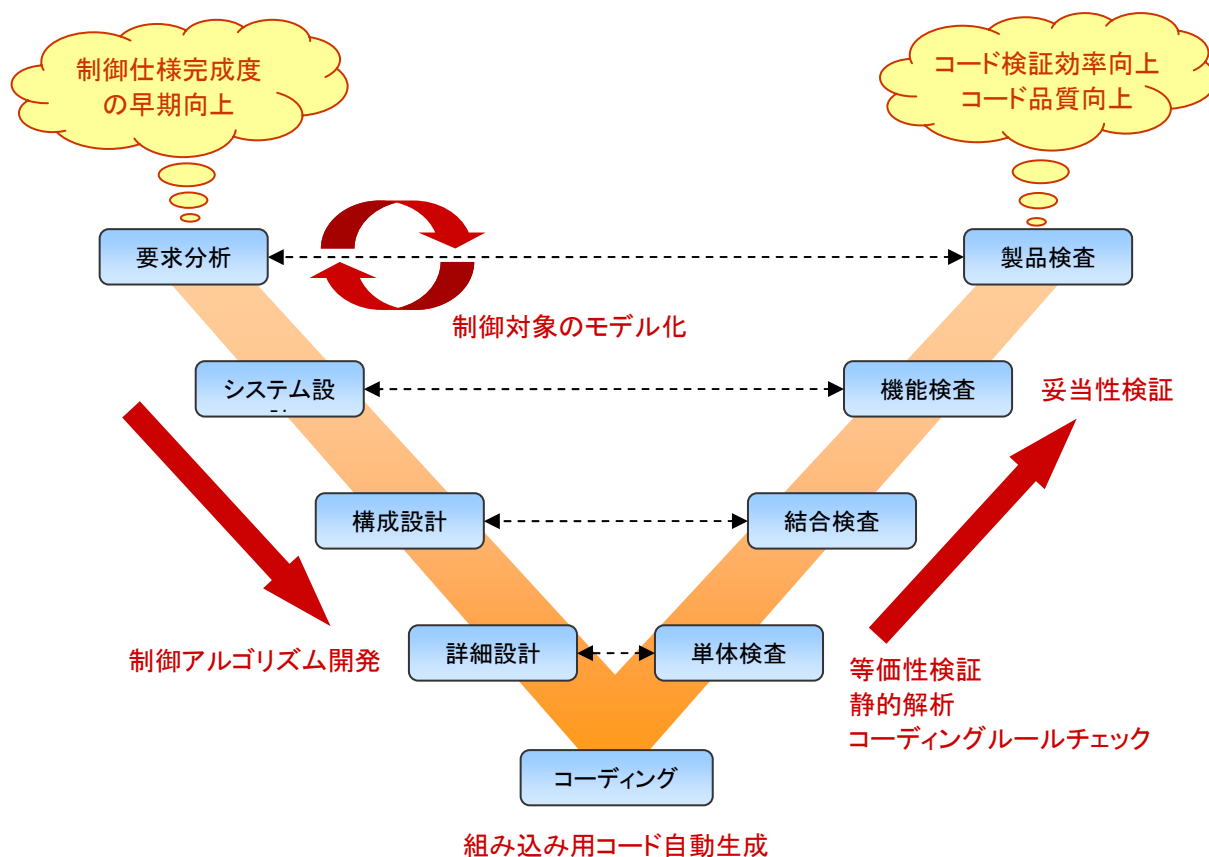 制御仕様完成度
の早期向上
コード検証効率向上
コード品質向上
要求分析
製品検査
制御対象のモデル化
システム設
機能検査
妥当性検証
構成設計
結合検査
制御アルゴリズム開発
詳細設計
単体検査
等価性検証
静的解析
コーディングルールチェック
コーディング
組み込み用コード自動生成